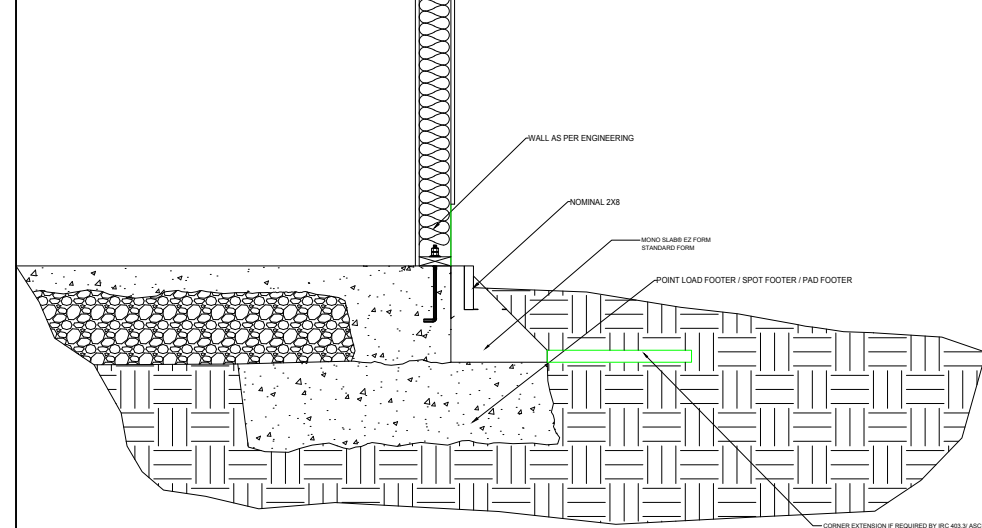 WALL AS PER ENGINEERING
NOMINAL 2X8
MONO SLAB® EZ FORM
STANDARD FORM
POINT LOAD FOOTER / SPOT FOOTER / PAD FOOTER
CORNER EXTENSION IF REQUIRED BY IRC 403.3/ ASC